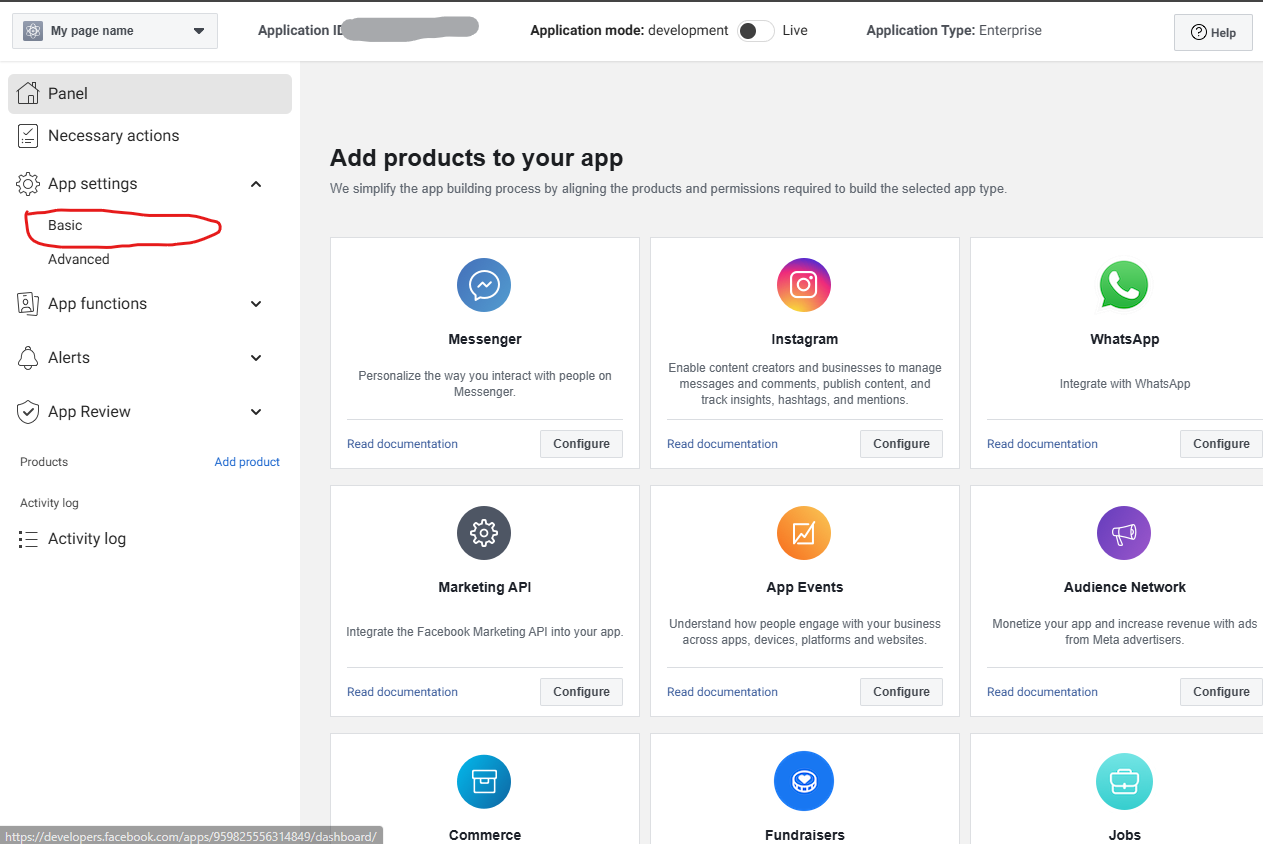 My page name
Application ID
Application mode: development
Live
Application Type: Enterprise
Help
Panel
Necessary actions
App settings
Basic
Advanced
App functions
Alerts
App Review
Products
Add product
Activity log
Activity log
Add products to your app
We simplify the app building process by aligning the products and permissions required to build the selected app type.
Messenger
Personalize the way you interact with people on
Messenger.
Read documentation
Configure
Instagram
Enable content creators and businesses to manage
messages and comments, publish content, and
track insights, hashtags, and mentions.
Read documentation
Configure
WhatsApp
Integrate with WhatsApp
Read documentation
Configure
Marketing API
Integrate the Facebook Marketing API into your app.
Read documentation
Configure
App Events
Understand how people engage with your business
across apps, devices, platforms and websites.
Read documentation
Configure
Audience Network
Monetize your app and increase revenue with ads
from Meta advertisers.
Read documentation
Configure
Commerce
Fundraisers
Jobs
https://developers.facebook.com/apps/959825556314849/dashboard/